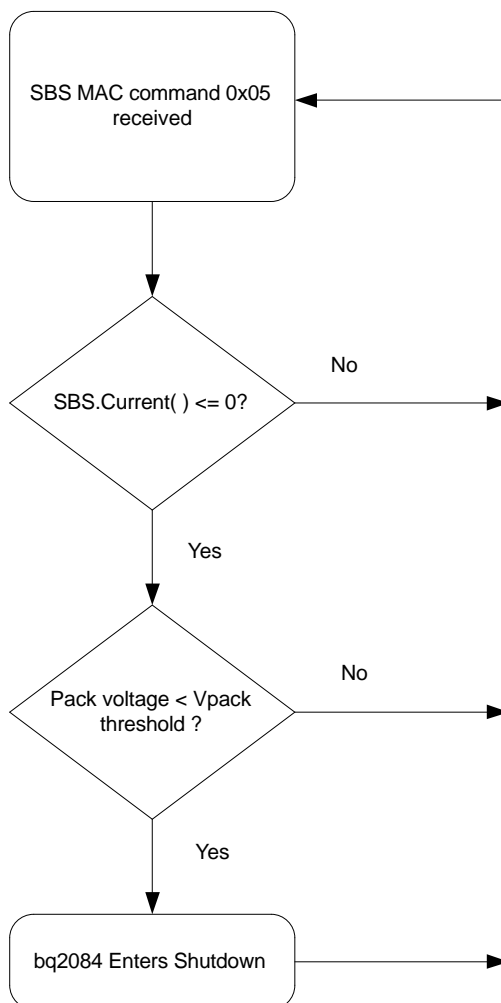 SBS MAC command 0x05
received
SBS.Current( ) <= 0?
No
Yes
Pack voltage < Vpack
threshold ?
No
Yes
bq2084 Enters Shutdown